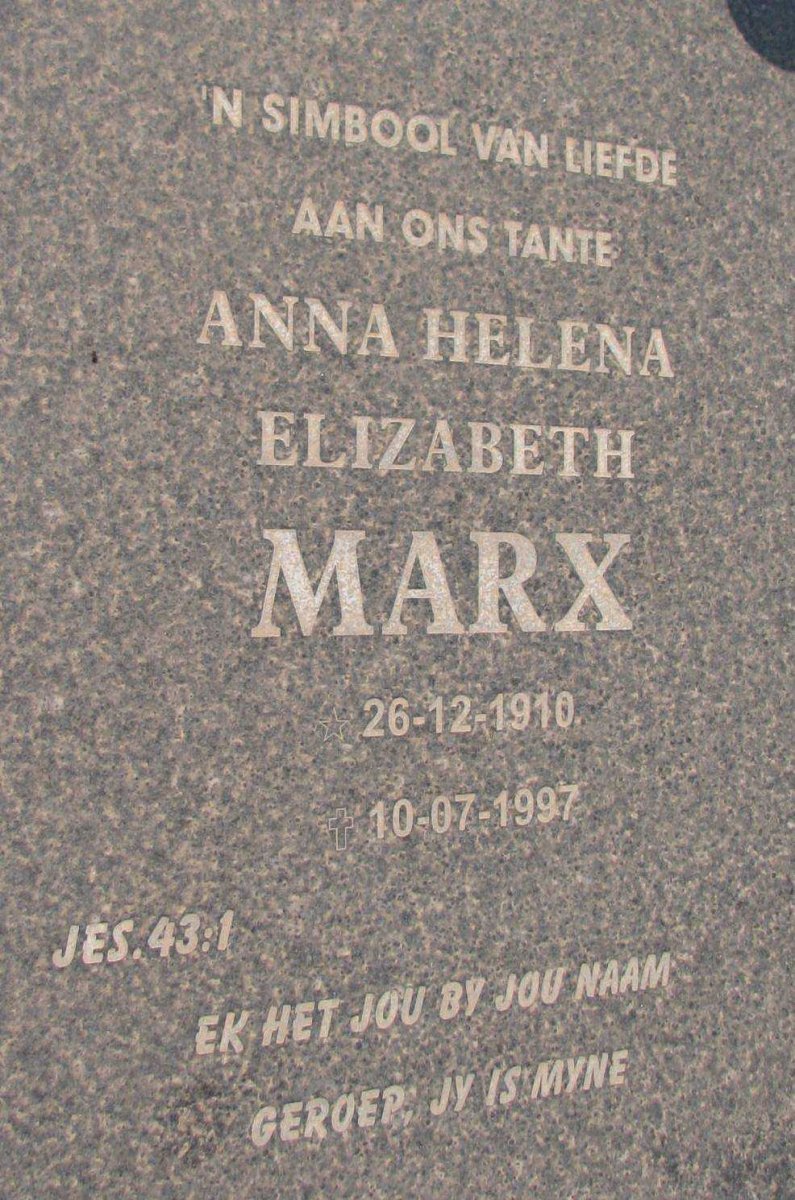 'N SIMBOOL VAN LIEFDE
AAN ONS TANTE
ANNA HELENA
ELIZABETH
MARX
☆ 26-12-1910
✝ 10-07-1997
JES. 43:1
EK HET JOU BY JOU NAAM
GEROEP, JY IS MYNE